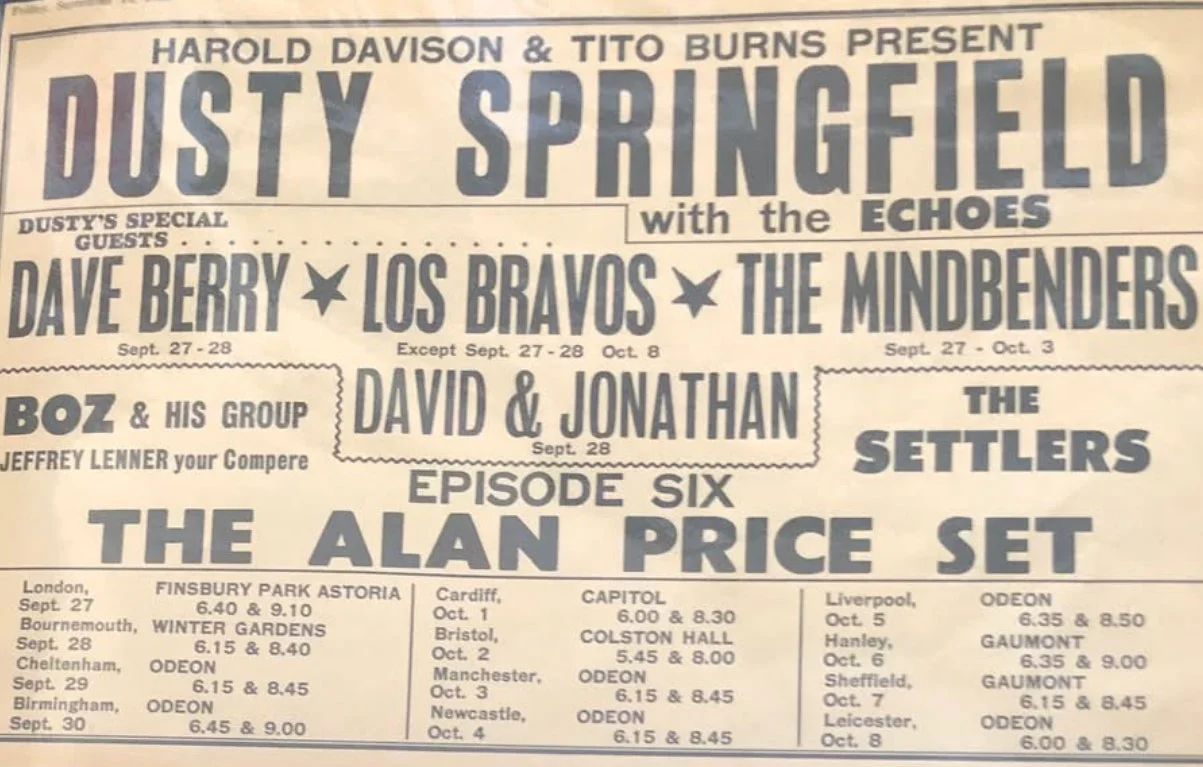 HAROLD DAVISON & TITO BURNS PRESENT
DUSTY SPRINGFIELD
with the ECHOES
DUSTY'S SPECIAL
GUESTS . . . . . . . . . . . . . . . . .
DAVE BERRY ★ LOS BRAVOS ★ THE MINDBENDERS
Sept. 27 - 28 Except Sept. 27 - 28 Oct. 8 Sept. 27 - Oct. 3
BOZ & HIS GROUP
JEFFREY LENNER your Compere
DAVID & JONATHAN
Sept. 28
THE
SETTLERS
EPISODE SIX
THE ALAN PRICE SET
London, FINSBURY PARK ASTORIA
Sept. 27 6.40 & 9.10
Bournemouth, WINTER GARDENS
Sept. 28 6.15 & 8.40
Cheltenham, ODEON
Sept. 29 6.15 & 8.45
Birmingham, ODEON
Sept. 30 6.45 & 9.00
Cardiff, CAPITOL
Oct. 1 6.00 & 8.30
Bristol, COLSTON HALL
Oct. 2 5.45 & 8.00
Manchester, ODEON
Oct. 3 6.15 & 8.45
Newcastle, ODEON
Oct. 4 6.15 & 8.45
Liverpool, ODEON
Oct. 5 6.35 & 8.50
Hanley, GAUMONT
Oct. 6 6.35 & 9.00
Sheffield, GAUMONT
Oct. 7 6.15 & 8.45
Leicester, ODEON
Oct. 8 6.00 & 8.30